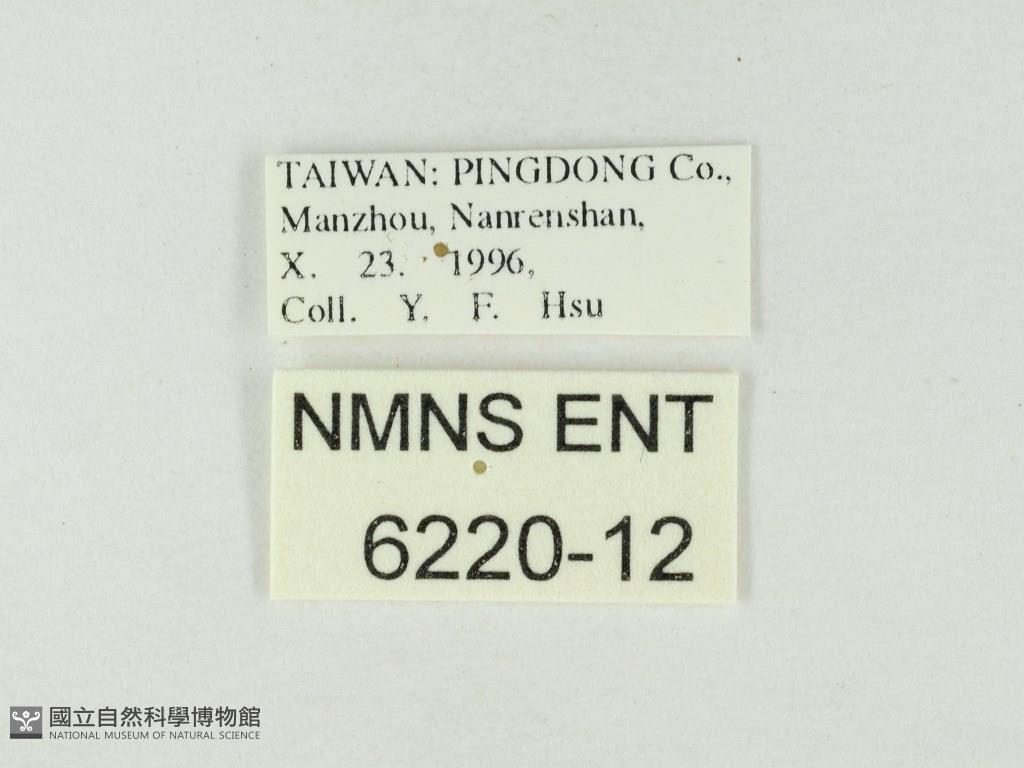 TAIWAN: PINGDONG Co.,
Manzhou, Nanrenshan,
X. 23. 1996,
Coll. Y. F. Hsu
NMNS ENT
6220-12
國立自然科學博物館
NATIONAL MUSEUM OF NATURAL SCIENCE